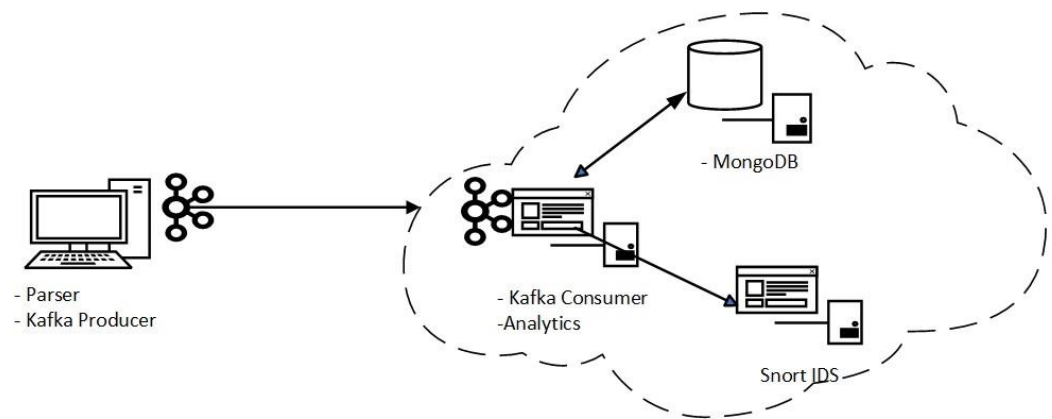 - MongoDB
- Parser
- Kafka Producer
- Kafka Consumer
-Analytics
Snort IDS